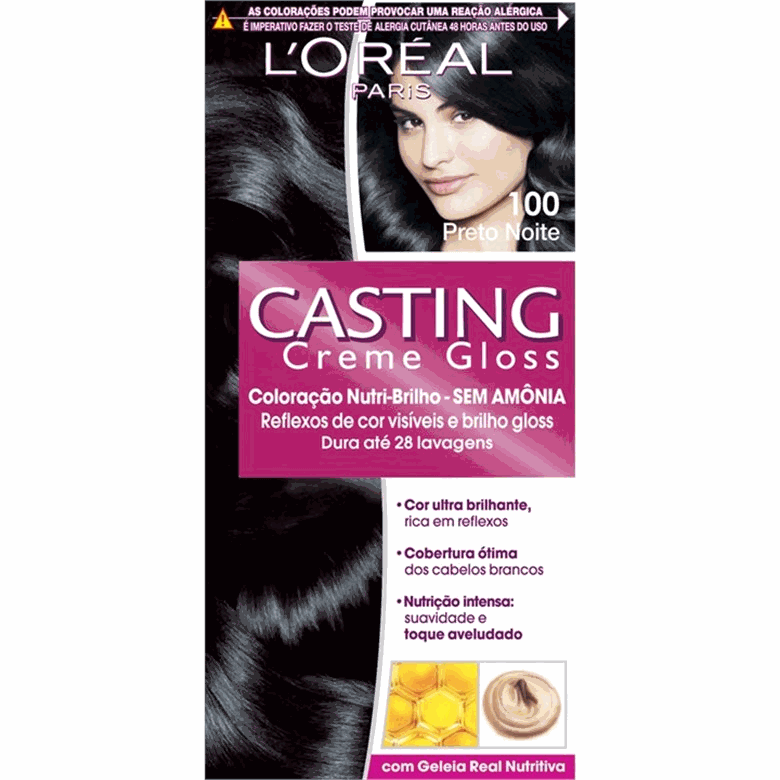 AS COLORAÇÕES PODEM PROVOCAR UMA REAÇÃO ALÉRGICA
É IMPERATIVO FAZER O TESTE DE ALERGIA CUTÂNEA 48 HORAS ANTES DO USO
L'ORÉAL
PARiS
100
Preto Noite
CASTING
Creme Gloss
Coloração Nutri-Brilho - SEM AMÔNIA
Reflexos de cor visíveis e brilho gloss
Dura até 28 lavagens
• Cor ultra brilhante,
rica em reflexos
• Cobertura ótima
dos cabelos brancos
• Nutrição intensa:
suavidade e
toque aveludado
com Geleia Real Nutritiva